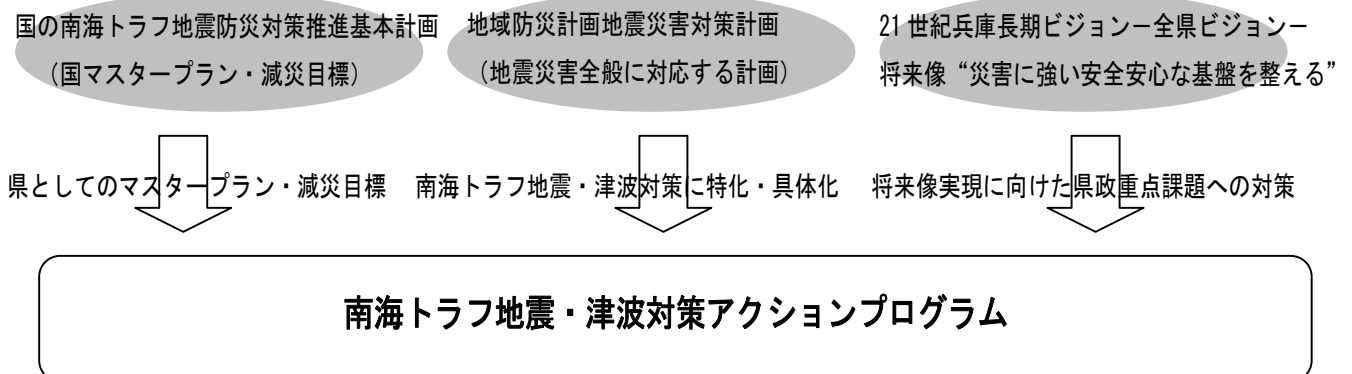 国の南海トラフ地震防災対策推進基本計画
（国マスタープラン・減災目標）
地域防災計画地震災害対策計画
（地震災害全般に対応する計画）
21世紀兵庫長期ビジョンー全県ビジョンー
将来像“災害に強い安全安心な基盤を整える”
県としてのマスタープラン・減災目標
南海トラフ地震・津波対策に特化・具体化
将来像実現に向けた県政重点課題への対策
南海トラフ地震・津波対策アクションプログラム